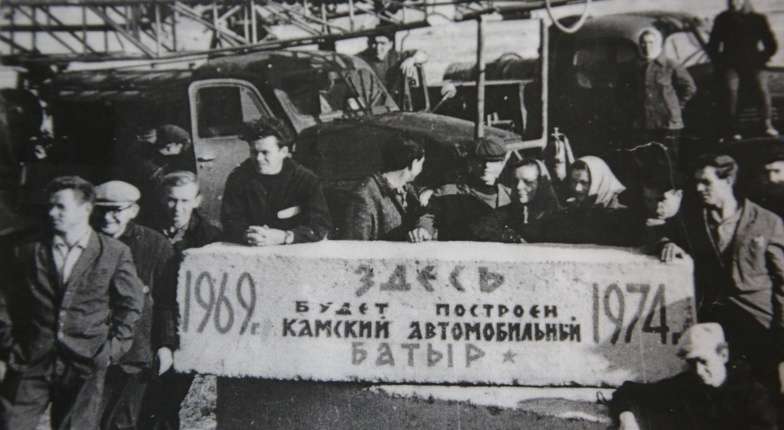 1969г. ЗДЕСЬ 1974г.
БУДЕТ ПОСТРОЕН
КАМСКИЙ АВТОМОБИЛЬНЫЙ
БАТЫР